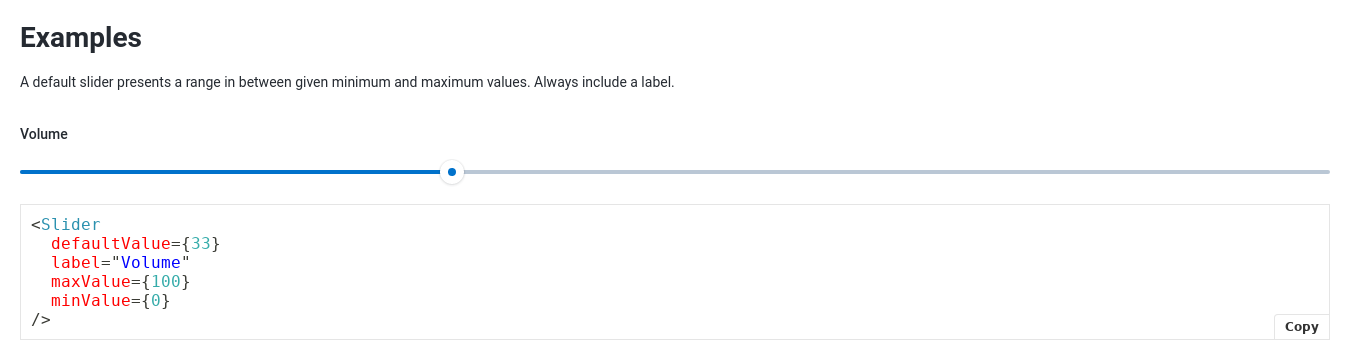 Examples
A default slider presents a range in between given minimum and maximum values. Always include a label.
Volume
<Slider
  defaultValue={33}
  label="Volume"
  maxValue={100}
  minValue={0}
/>
Copy